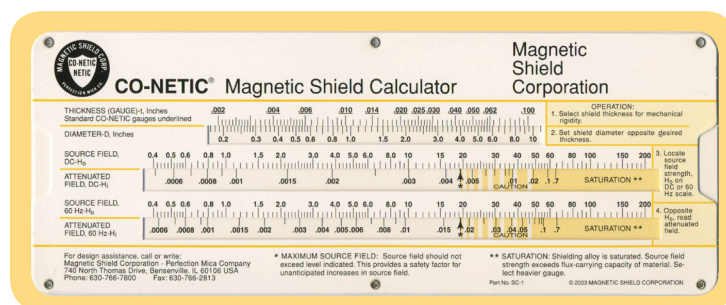 MAGNETIC SHIELD CORP.
CO-NETIC
NETIC
PERFECTION MICA CO.
CO-NETIC® Magnetic Shield Calculator
Magnetic
Shield
Corporation
THICKNESS (GAUGE)-t, Inches
Standard CO-NETIC gauges underlined
.002 .004 .006 .010 .014 .020 .025 .030 .040 .050 .062 .100
OPERATION:
1. Select shield thickness for mechanical
rigidity.
DIAMETER-D, Inches
0.2 0.3 0.4 0.5 0.6 0.8 1.0 1.5 2.0 3.0 4.0 5.0 6.0 8.0 10
2. Set shield diameter opposite desired
thickness.
SOURCE FIELD,
DC-Ho
0.4 0.5 0.6 0.8 1.0 1.5 2.0 3.0 4.0 5.0 6.0 8.0 10 15 20 30 40 50 60 80 100 150 200
ATTENUATED
FIELD, DC-Hi
.0006 .0008 .001 .0015 .002 .003 .004 .005 .01 .02 .1 .7
* CAUTION SATURATION **
3. Locate
source
field
strength,
Ho on
DC or 60
Hz scale.
SOURCE FIELD,
60 Hz-Ho
0.4 0.5 0.6 0.8 1.0 1.5 2.0 3.0 4.0 5.0 6.0 8.0 10 15 20 30 40 50 60 80 100 150 200
ATTENUATED
FIELD, 60 Hz-Hi
.0006 .0008 .001 .0015 .002 .003 .004 .005 .006 .008 .01 .015 .02 .03 .04 .05 .1 .7
* CAUTION SATURATION **
4. Opposite
Ho, read
attenuated
field.
For design assistance, call or write:
Magnetic Shield Corporation - Perfection Mica Company
740 North Thomas Drive, Bensenville, IL 60106 USA
Phone: 630-766-7800 Fax: 630-766-2813
* MAXIMUM SOURCE FIELD: Source field should not
exceed level indicated. This provides a safety factor for
unanticipated increases in source field.
** SATURATION: Shielding alloy is saturated. Source field
strength exceeds flux-carrying capacity of material. Se-
lect heavier gauge.
Part No. SC-1 © 2003 MAGNETIC SHIELD CORPORATION